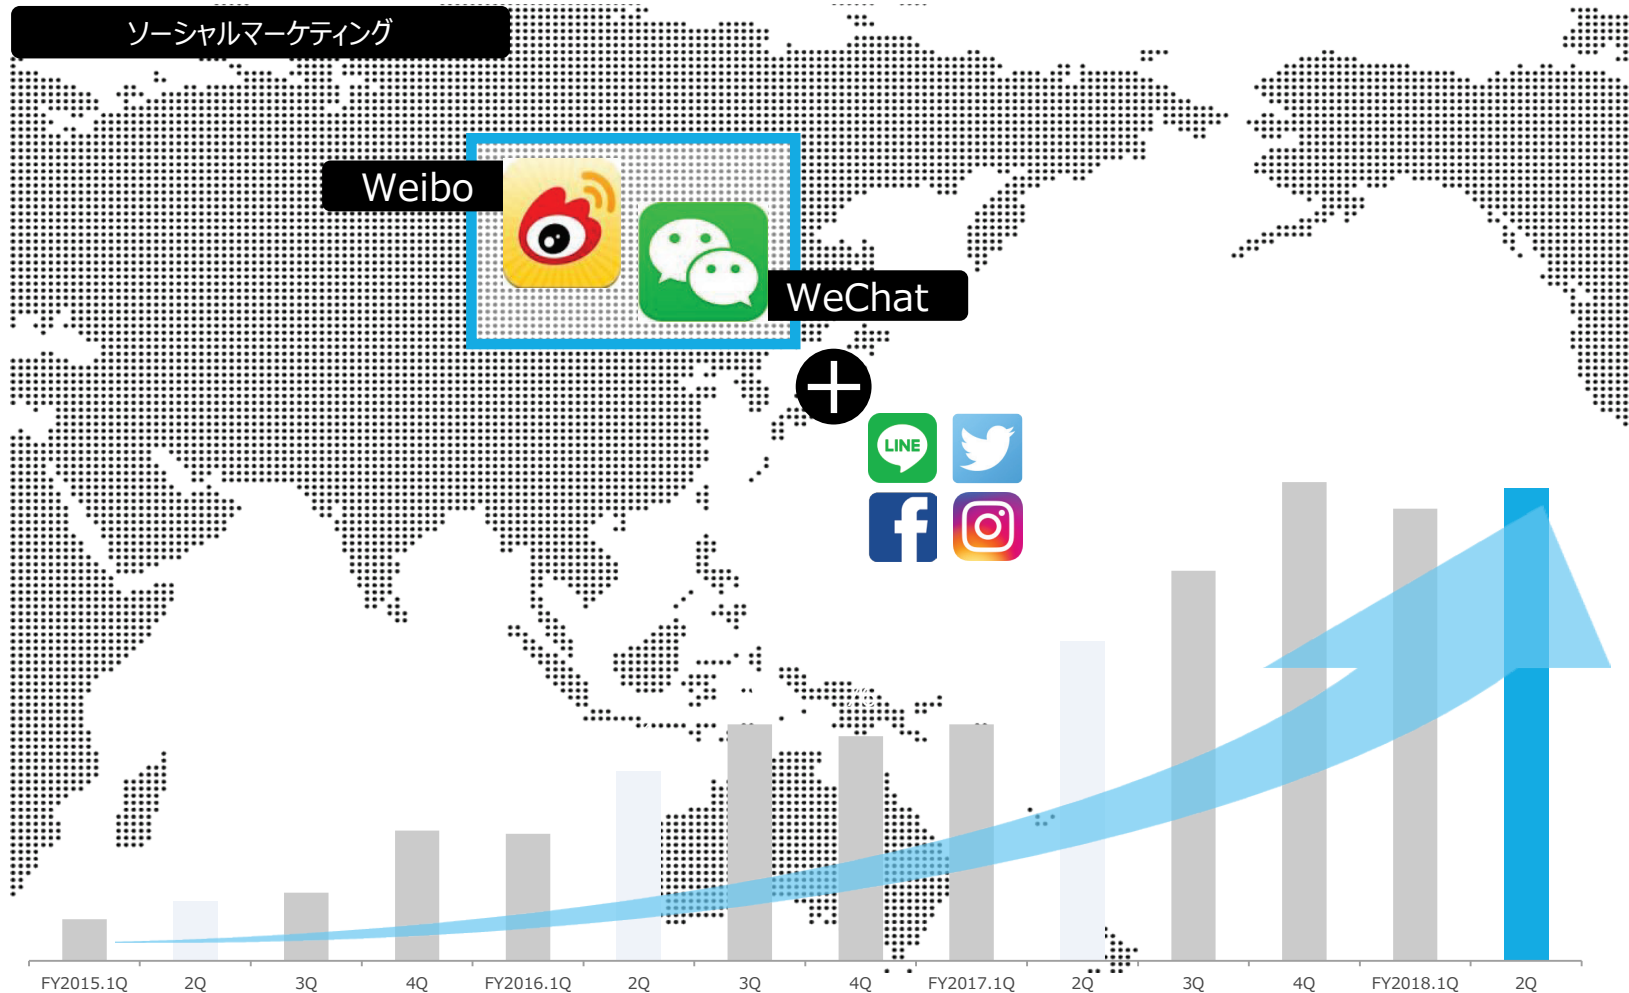 ソーシャルマーケティング
Weibo
WeChat
LINE
FY2015.1Q 2Q 3Q 4Q FY2016.1Q 2Q 3Q 4Q FY2017.1Q 2Q 3Q 4Q FY2018.1Q 2Q